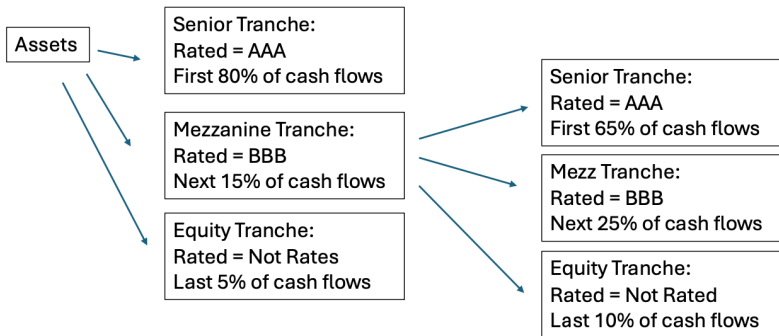 Assets
Senior Tranche:
Rated = AAA
First 80% of cash flows
Mezzanine Tranche:
Rated = BBB
Next 15% of cash flows
Equity Tranche:
Rated = Not Rates
Last 5% of cash flows
Senior Tranche:
Rated = AAA
First 65% of cash flows
Mezz Tranche:
Rated = BBB
Next 25% of cash flows
Equity Tranche:
Rated = Not Rated
Last 10% of cash flows